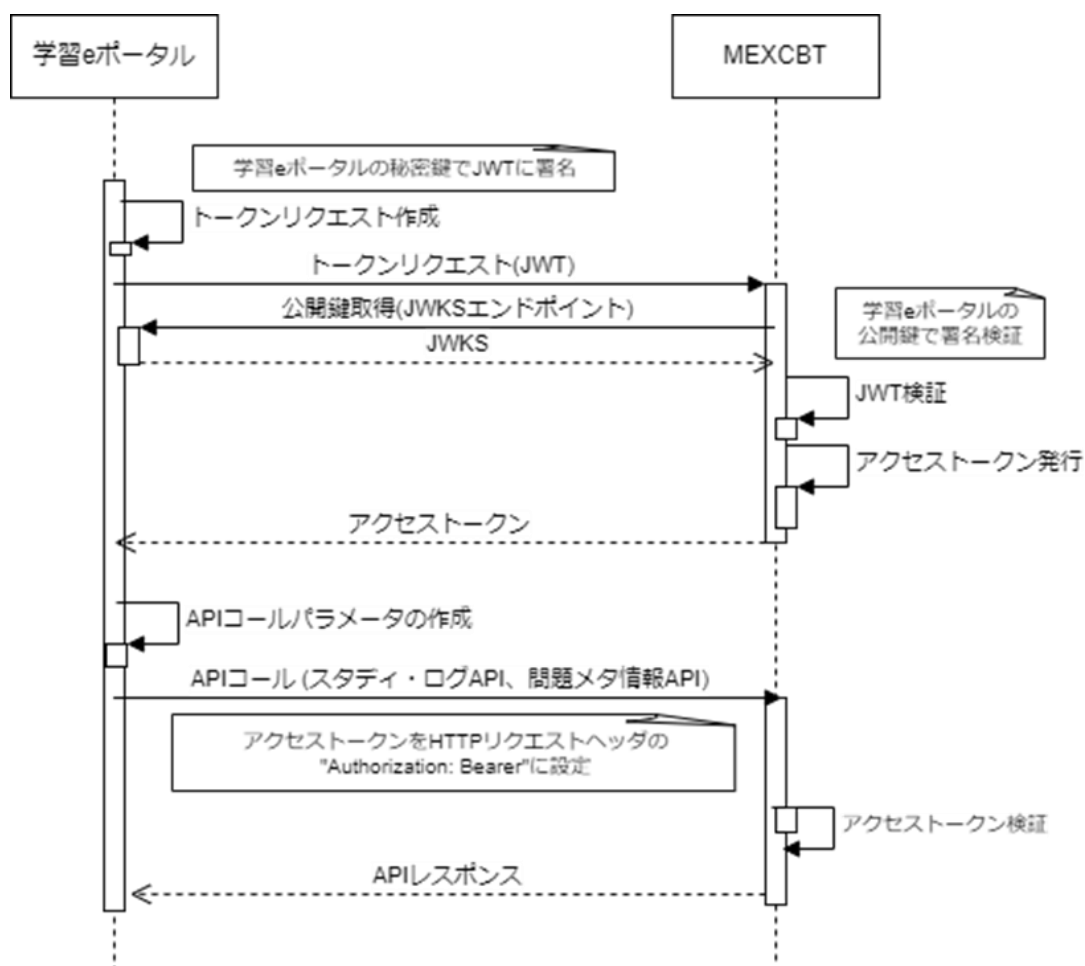 学習eポータル
MEXCBT
学習eポータルの秘密鍵でJWTに署名
トークンリクエスト作成
トークンリクエスト(JWT)
公開鍵取得(JWKSエンドポイント)
学習eポータルの
公開鍵で署名検証
JWKS
JWT検証
アクセストークン発行
アクセストークン
APIコールパラメータの作成
APIコール (スタディ・ログAPI、問題メタ情報API)
アクセストークンをHTTPリクエストヘッダの
"Authorization: Bearer"に設定
アクセストークン検証
APIレスポンス